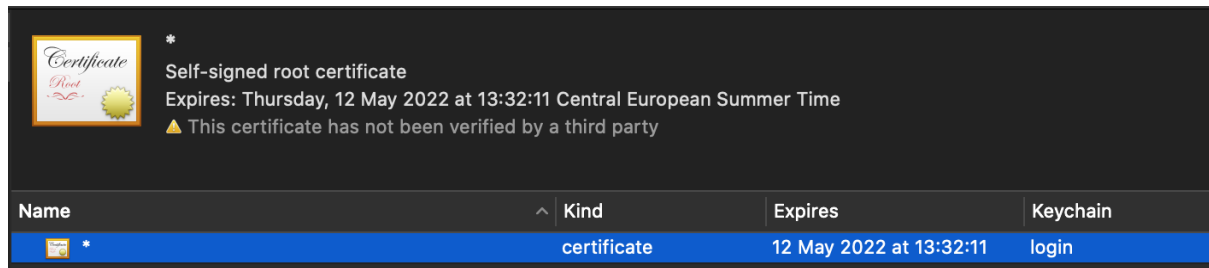 Certificate
Root
*
Self-signed root certificate
Expires: Thursday, 12 May 2022 at 13:32:11 Central European Summer Time
This certificate has not been verified by a third party
Name Kind Expires Keychain
* certificate 12 May 2022 at 13:32:11 login